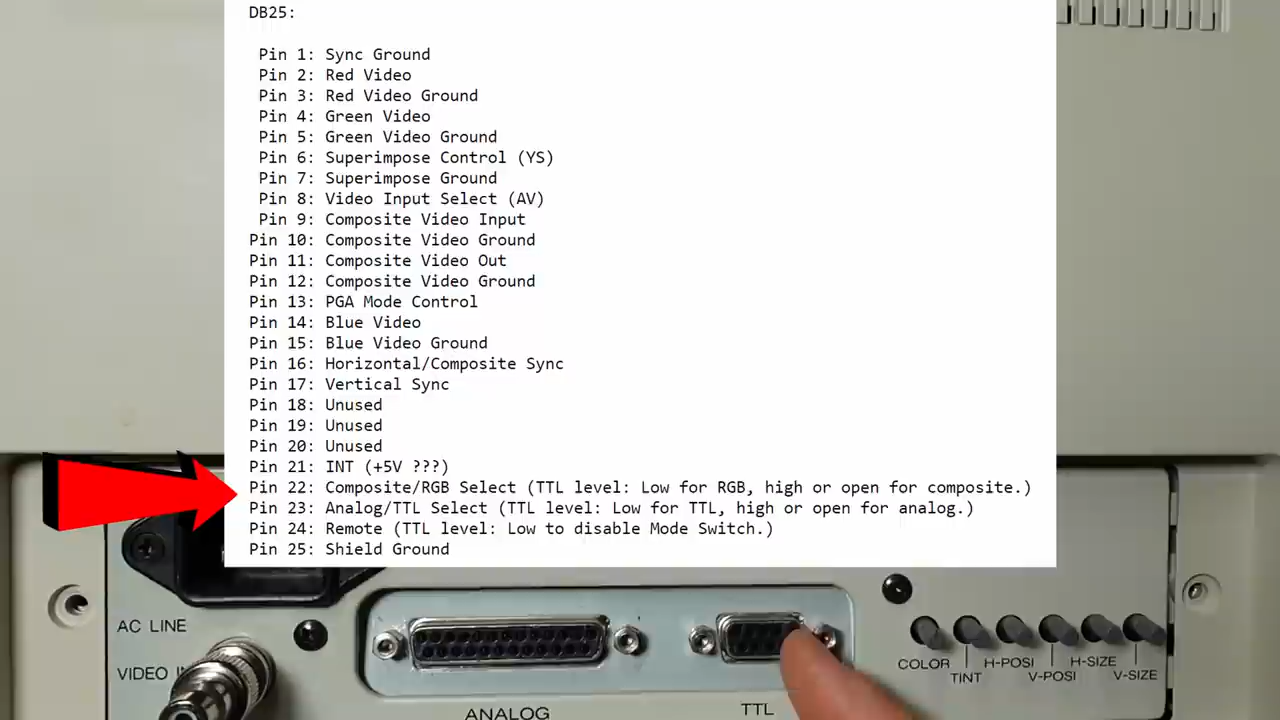 DB25:
Pin 1: Sync Ground
Pin 2: Red Video
Pin 3: Red Video Ground
Pin 4: Green Video
Pin 5: Green Video Ground
Pin 6: Superimpose Control (YS)
Pin 7: Superimpose Ground
Pin 8: Video Input Select (AV)
Pin 9: Composite Video Input
Pin 10: Composite Video Ground
Pin 11: Composite Video Out
Pin 12: Composite Video Ground
Pin 13: PGA Mode Control
Pin 14: Blue Video
Pin 15: Blue Video Ground
Pin 16: Horizontal/Composite Sync
Pin 17: Vertical Sync
Pin 18: Unused
Pin 19: Unused
Pin 20: Unused
Pin 21: INT (+5V ???)
Pin 22: Composite/RGB Select (TTL level: Low for RGB, high or open for composite.)
Pin 23: Analog/TTL Select (TTL level: Low for TTL, high or open for analog.)
Pin 24: Remote (TTL level: Low to disable Mode Switch.)
Pin 25: Shield Ground
AC LINE
VIDEO
ANALOG
TTL
COLOR
TINT
H-POSI
V-POSI
H-SIZE
V-SIZE